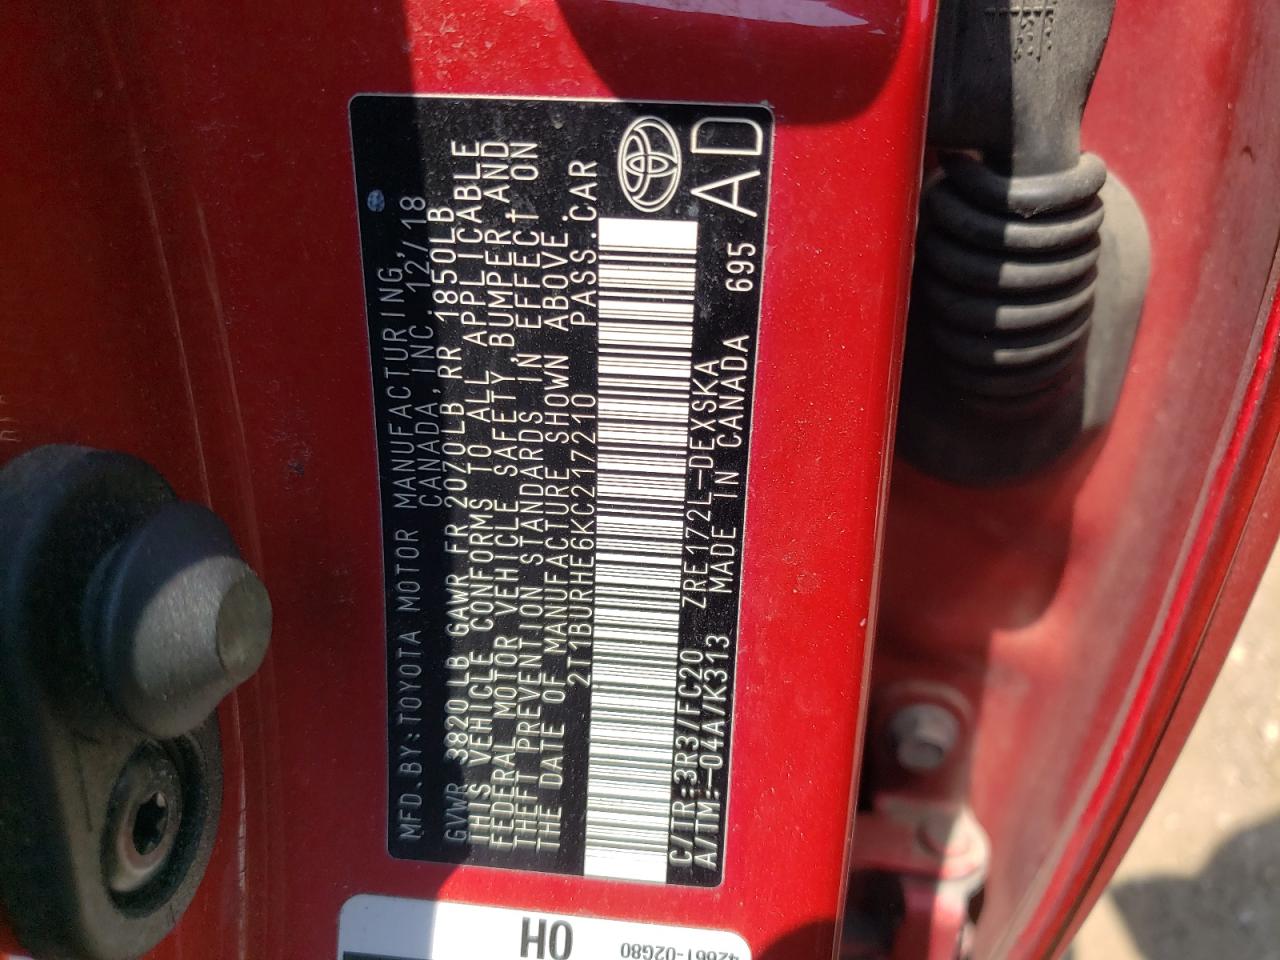 MFD.BY:TOYOTA MOTOR MANUFACTURING,
CANADA,INC. 12/18
GVWR 3820LB GAWR FR 2070LB RR 1850LB
THIS VEHICLE CONFORMS TO ALL APPLICABLE
FEDERAL MOTOR VEHICLE SAFETY,BUMPER AND
THEFT PREVENTION STANDARDS IN EFFECT ON
THE DATE OF MANUFACTURE SHOWN ABOVE.
2T1BURHE6KC217210 PASS.CAR
C/TR:3R3/FC20 ZRE172L-DEXSKA
A/TM:-04A/K313 MADE IN CANADA 695
AD
OH
42661-02G80